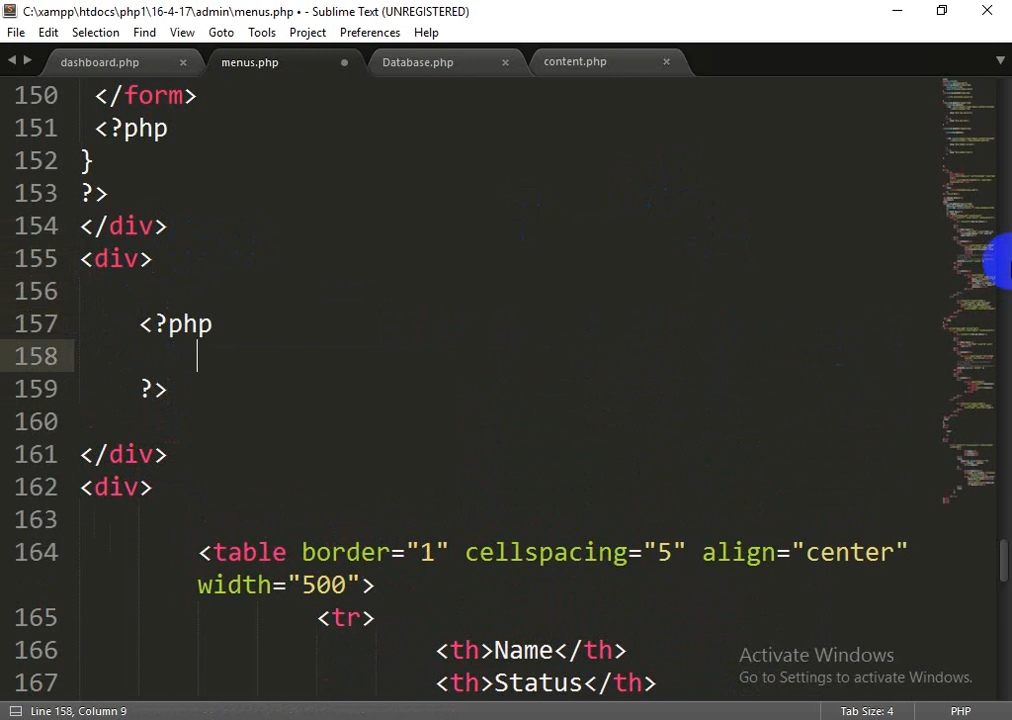 C:\xampp\htdocs\php1\16-4-17\admin\menus.php • - Sublime Text (UNREGISTERED)
File Edit Selection Find View Goto Tools Project Preferences Help
dashboard.php × menus.php Database.php × content.php ×
150 </form>
151 <?php
152 }
153 ?>
154 </div>
155 <div>
156
157 <?php
158
159 ?>
160
161 </div>
162 <div>
163
164 <table border="1" cellspacing="5" align="center"
width="500">
165 <tr>
166 <th>Name</th>
167 <th>Status</th>
Activate Windows
Go to Settings to activate Windows.
Line 158, Column 9 Tab Size: 4 PHP